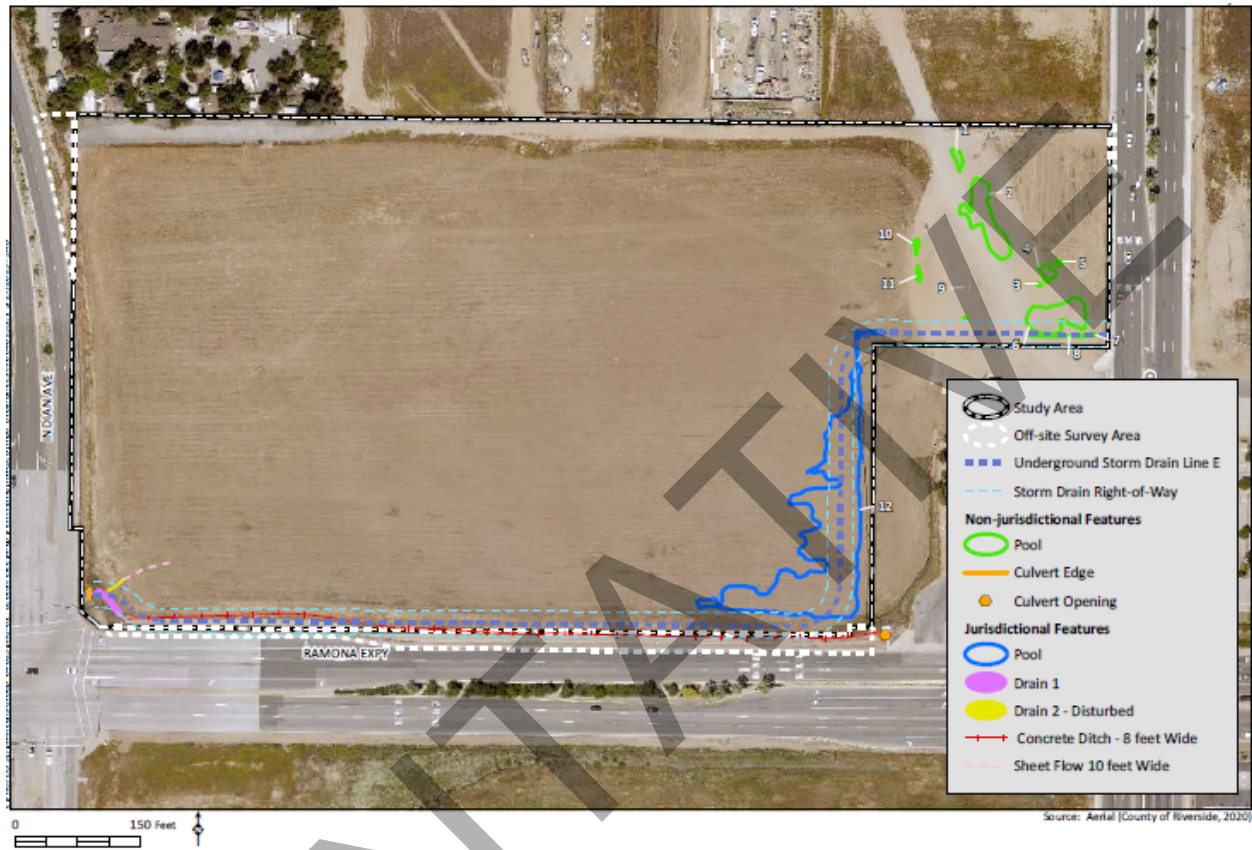 1
2
10
4
5
11
9
3
6
7
8
INDIAN AVE
12
RAMONA EXPY
Study Area
Off-site Survey Area
Underground Storm Drain Line E
Storm Drain Right-of-Way
Non-jurisdictional Features
Pool
Culvert Edge
Culvert Opening
Jurisdictional Features
Pool
Drain 1
Drain 2 - Disturbed
Concrete Ditch - 8 feet Wide
Sheet Flow 10 feet Wide
0 150 Feet
Source: Aerial (County of Riverside, 2020)